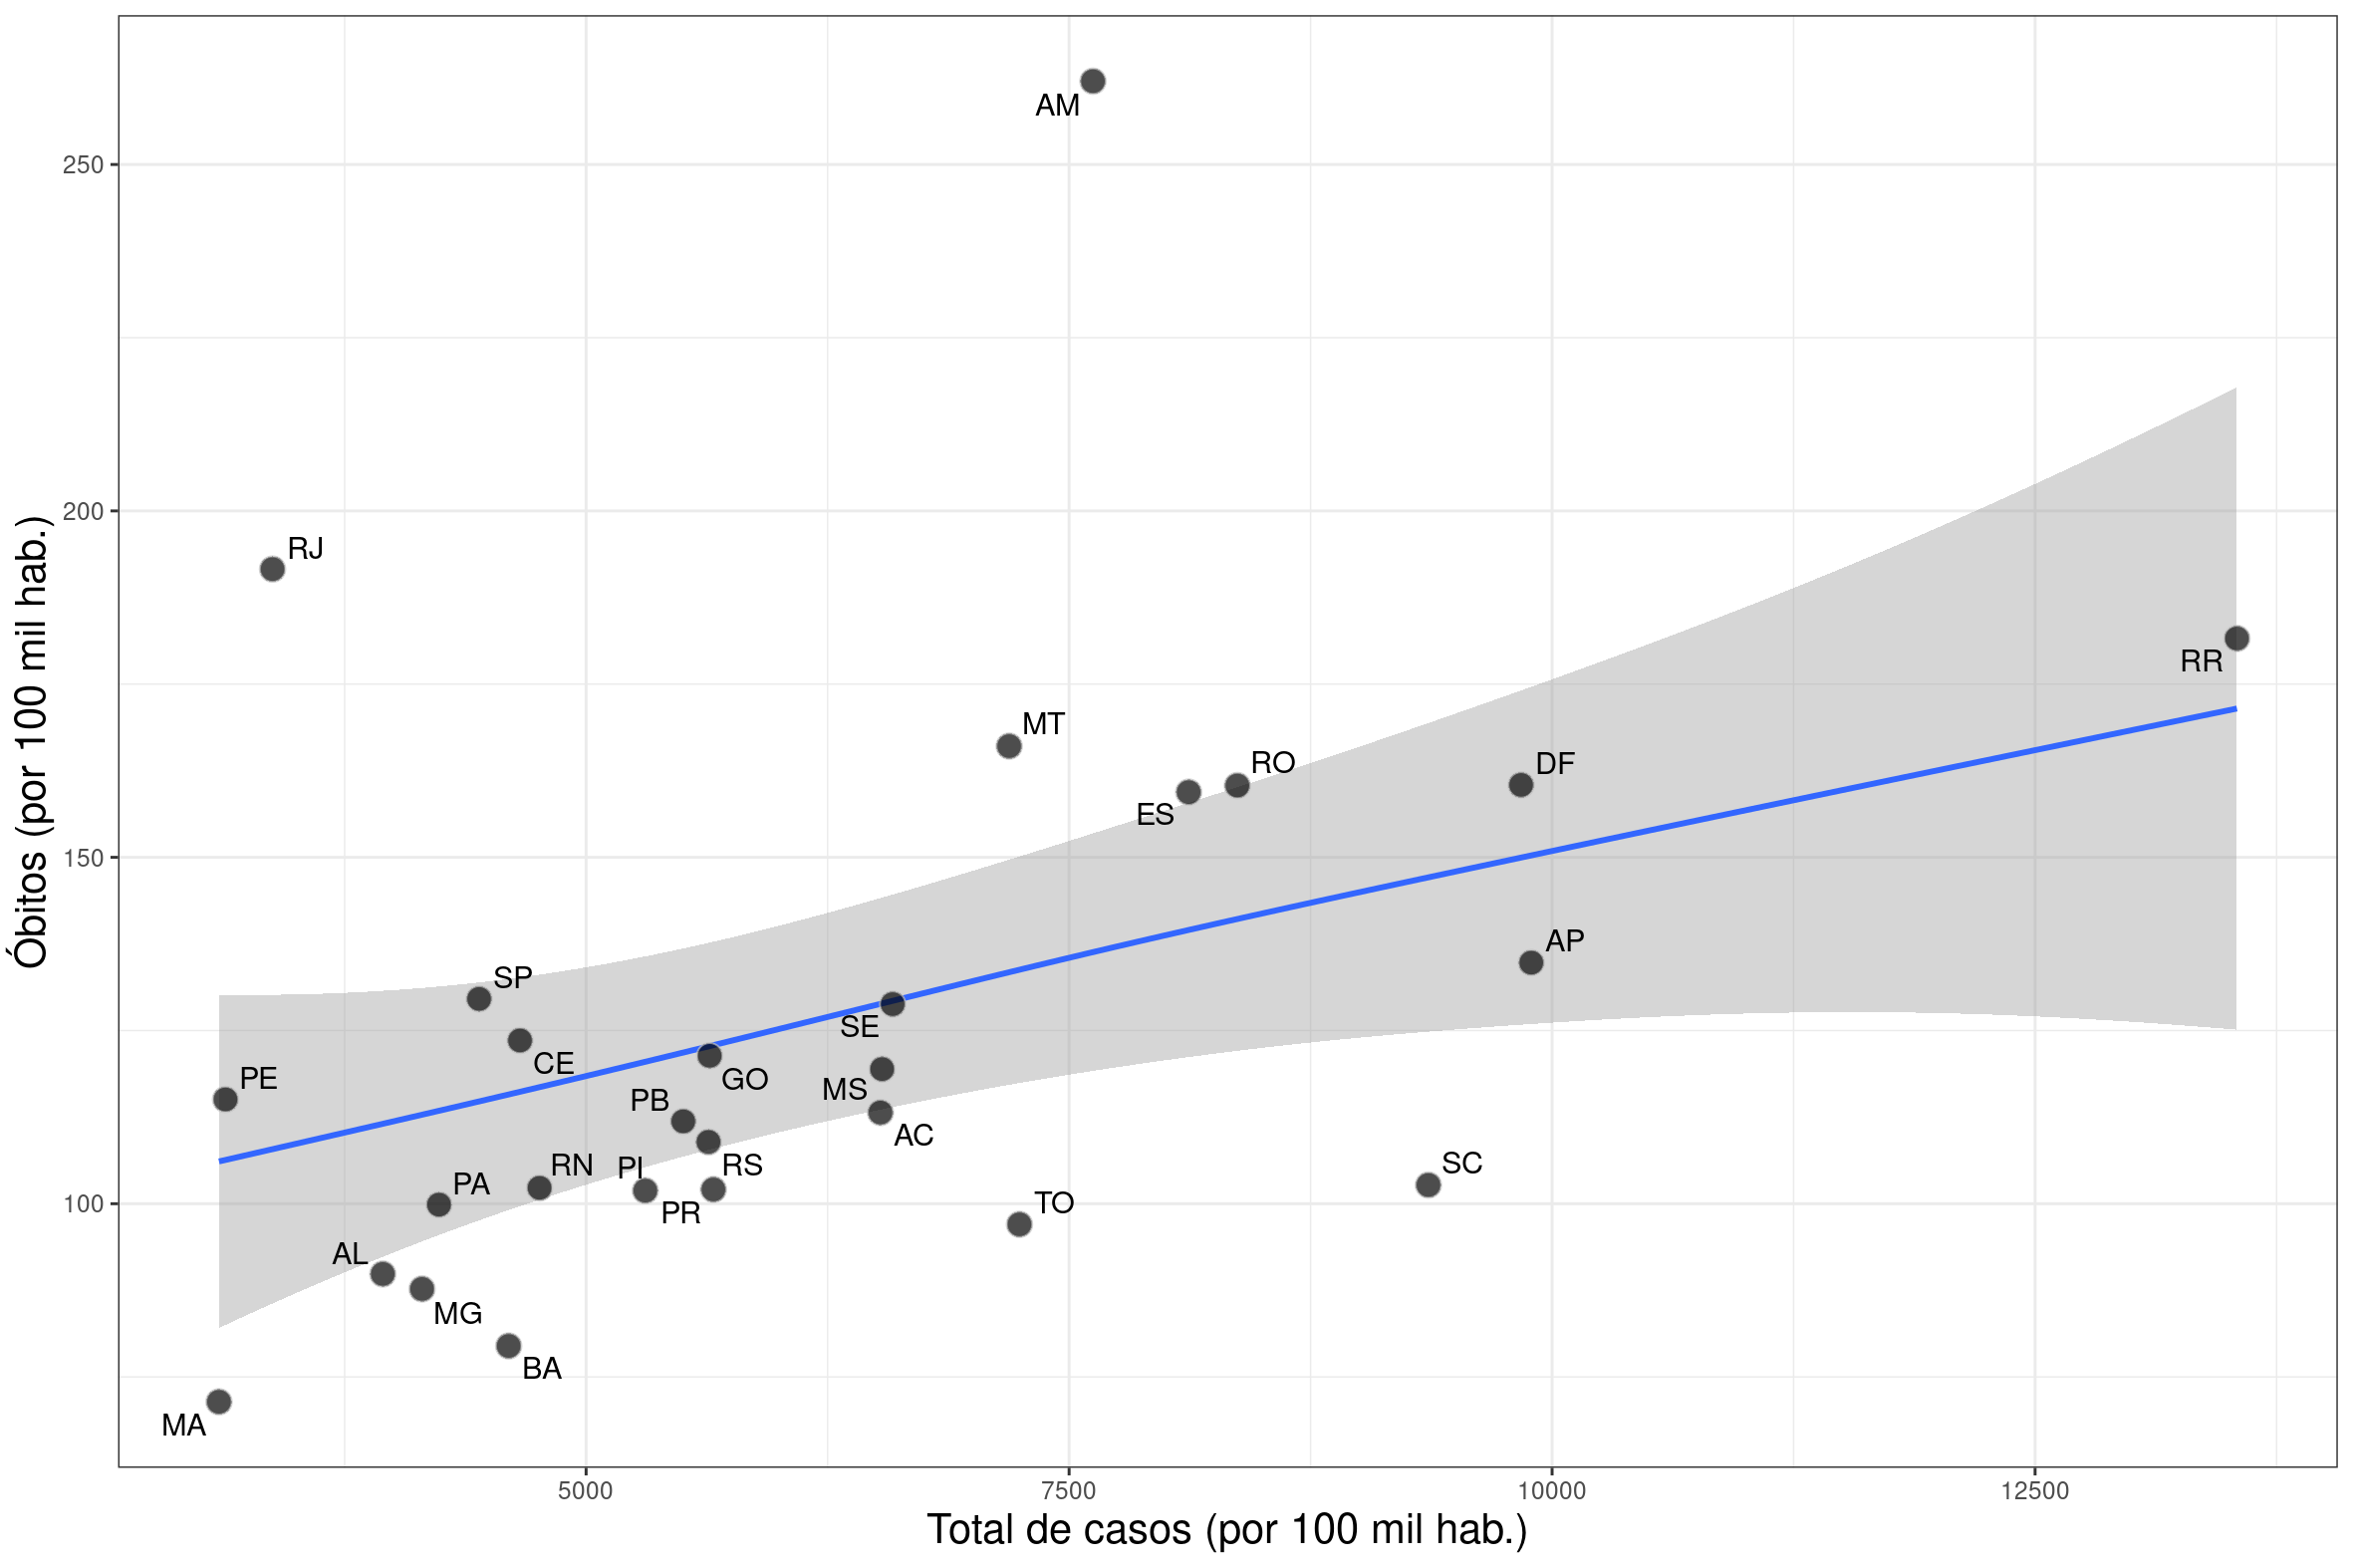 AM
250
200
RJ
RR
MT
RO
DF
ES
150
AP
SP
SE
CE
PE
GO
MS
PB
AC
RN
PI
RS
SC
PA
PR
TO
100
AL
MG
BA
MA
5000
7500
10000
12500
Total de casos (por 100 mil hab.)
Óbitos (por 100 mil hab.)